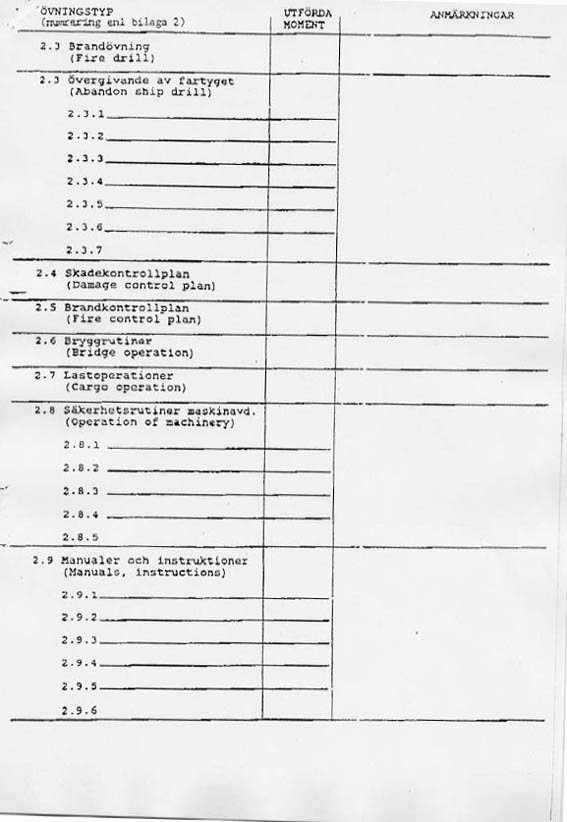 ÖVNINGSTYP UTFÖRDA ANMÄRKNINGAR
(numrering enl bilaga 2) MOMENT
2.3 Brandövning
(Fire drill)
2.3 Övergivande av fartyget
(Abandon ship drill)
2.3.1
2.3.2
2.3.3
2.3.4
2.3.5
2.3.6
2.3.7
2.4 Skadekontrollplan
(Damage control plan)
2.5 Brandkontrollplan
(Fire control plan)
2.6 Bryggrutiner
(Bridge operation)
2.7 Lastoperationer
(Cargo operation)
2.8 Säkerhetsrutiner maskinavd.
(Operation of machinery)
2.8.1
2.8.2
2.8.3
2.8.4
2.8.5
2.9 Manualer och instruktioner
(Manuals, instructions)
2.9.1
2.9.2
2.9.3
2.9.4
2.9.5
2.9.6